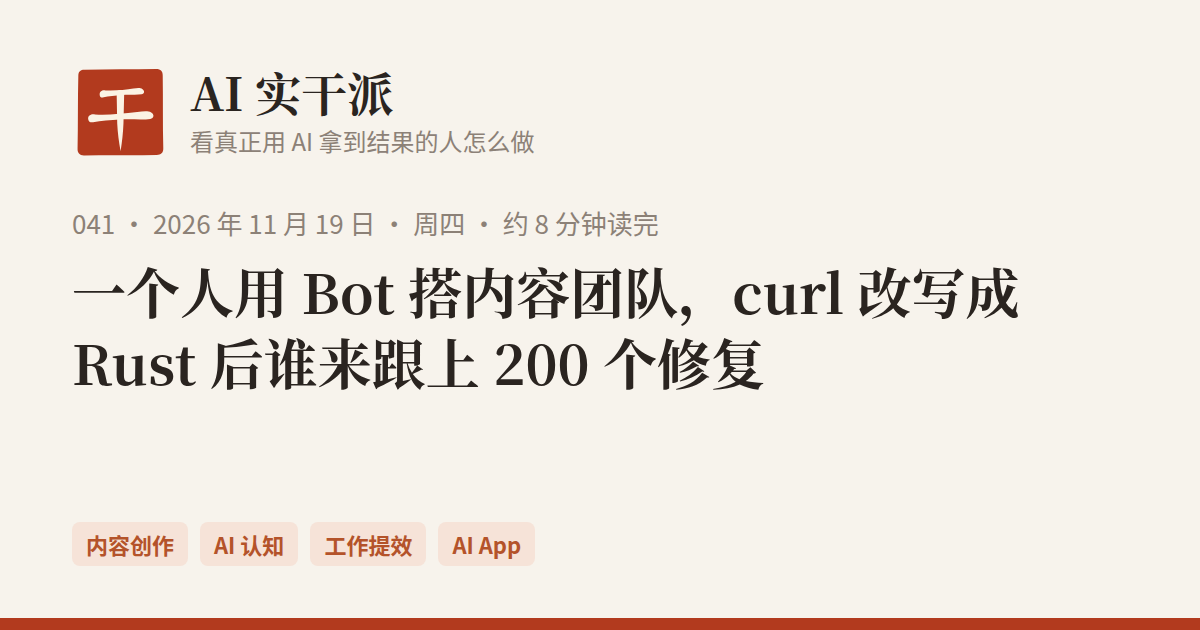 干
AI 实干派
看真正用 AI 拿到结果的人怎么做
041 · 2026 年 11 月 19 日 · 周四 · 约 8 分钟读完
一个人用 Bot 搭内容团队，curl 改写成
Rust 后谁来跟上 200 个修复
内容创作 AI 认知 工作提效 AI App